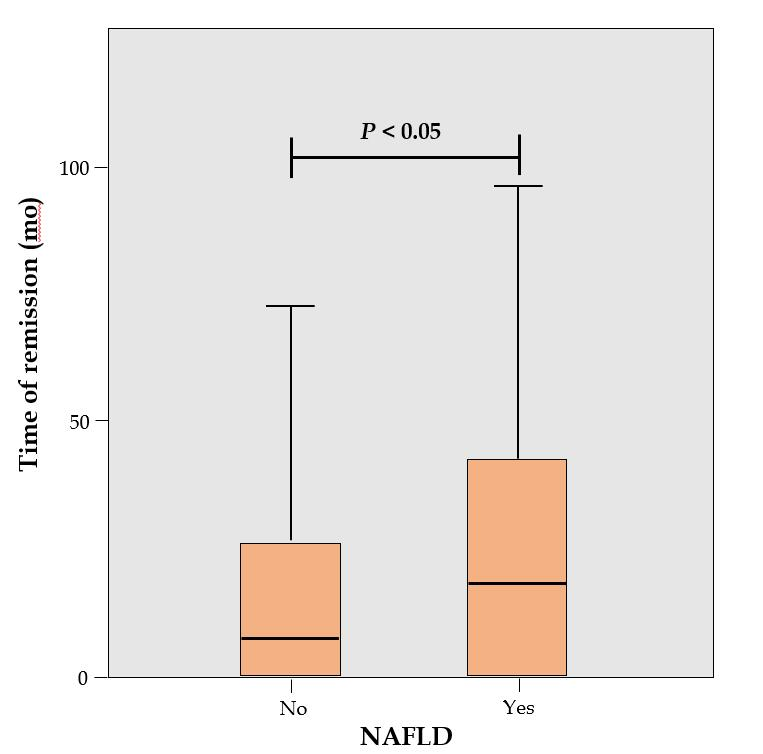 P < 0.05
100
50
0
Time of remission (mo)
No
Yes
NAFLD